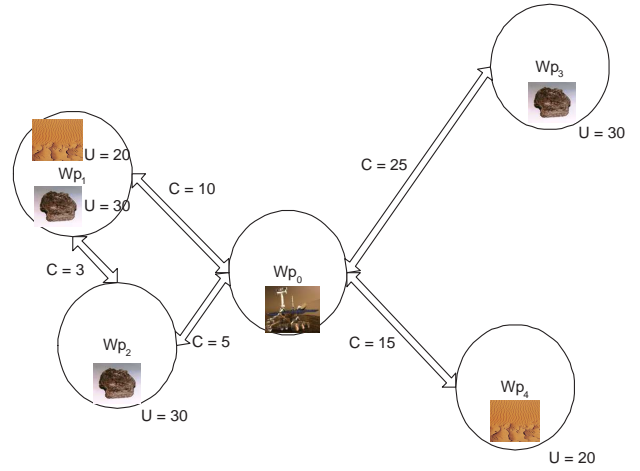 Wp3
U = 30
U = 20
Wp1
C = 25
U = 30
C = 10
C = 3
Wp0
Wp2
C = 5
C = 15
Wp4
U = 30
U = 20